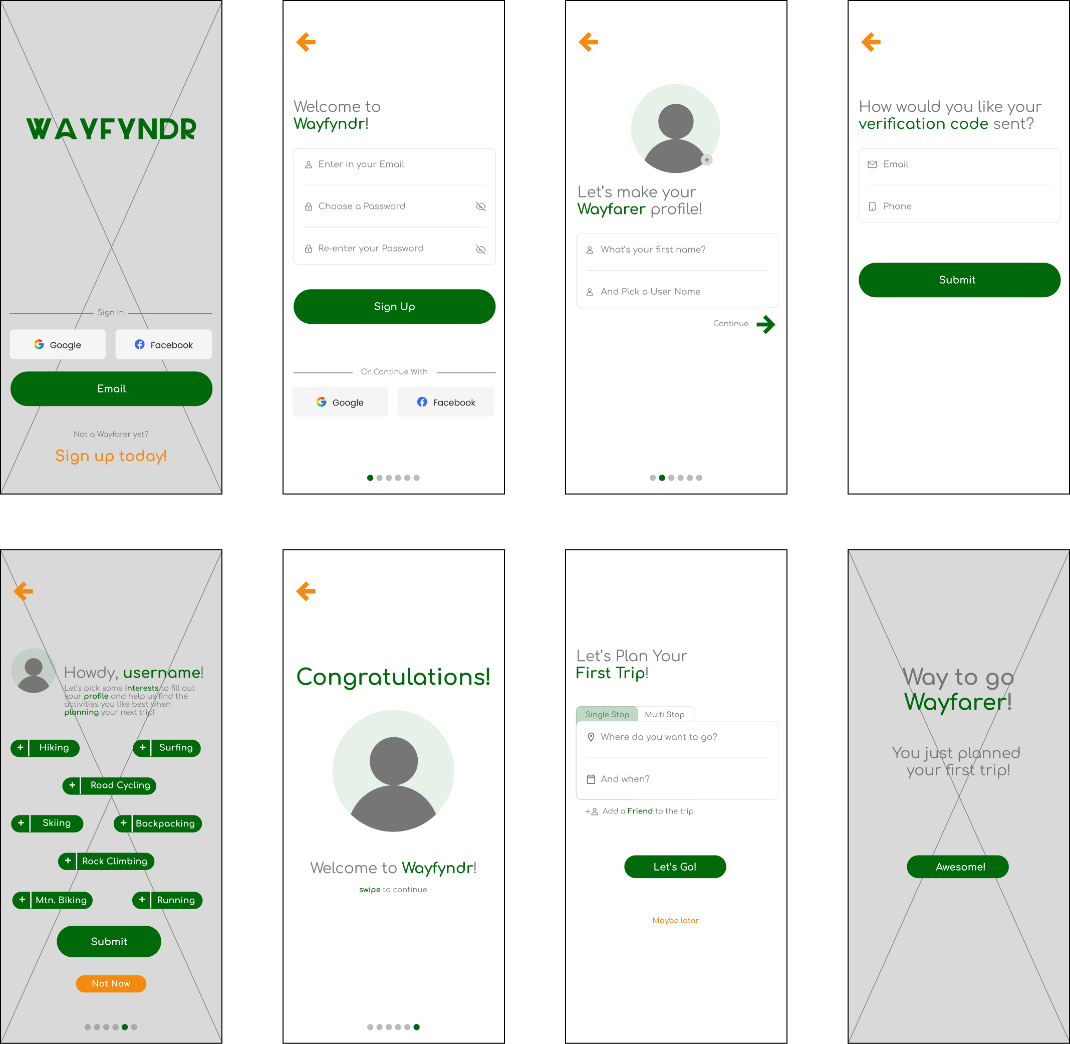 WAYFYNDR
Sign In
Google
Facebook
Email
Not a Wayfarer yet?
Sign up today!
Welcome to
Wayfyndr!
Enter in your Email
Choose a Password
Re-enter your Password
Sign Up
Or Continue With
Google
Facebook
Let's make your
Wayfarer profile!
What's your first name?
And Pick a User Name
Continue
How would you like your
verification code sent?
Email
Phone
Submit
Howdy, username!
Let's pick some interests to fill out
your profile and help us find the
activities you like best when
planning your next trip!
+ Hiking
+ Surfing
+ Road Cycling
+ Skiing
+ Backpacking
+ Rock Climbing
+ Mtn. Biking
+ Running
Submit
Not Now
Congratulations!
Welcome to Wayfyndr!
swipe to continue
Let's Plan Your
First Trip!
Single Stop
Multi Stop
Where do you want to go?
And when?
Add a Friend to the trip
Let's Go!
Maybe later
Way to go
Wayfarer!
You just planned
your first trip!
Awesome!